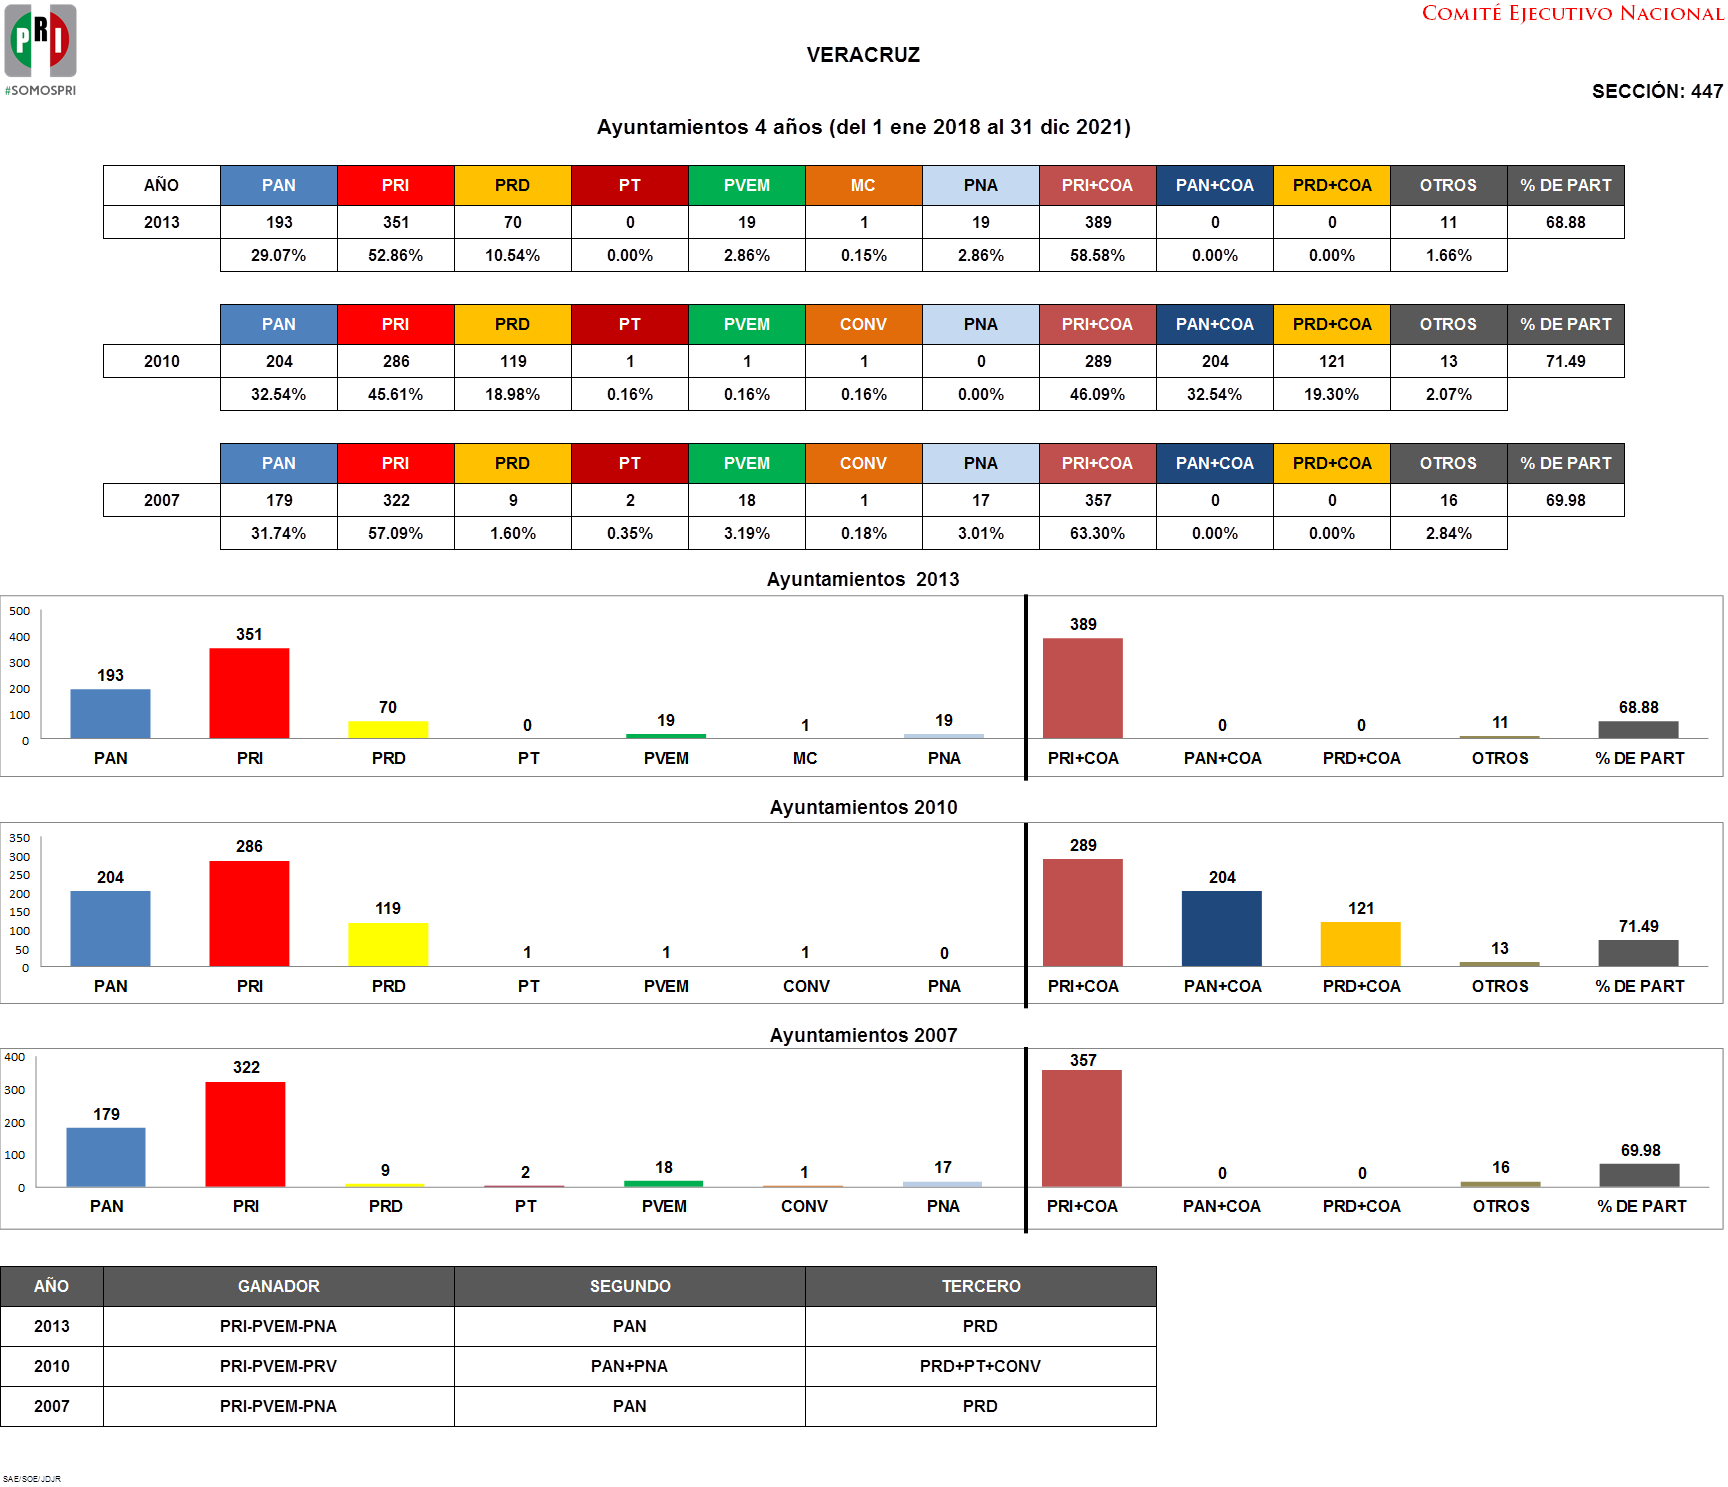 COMITÉ EJECUTIVO NACIONAL
PRI
#SOMOSPRI
VERACRUZ
SECCIÓN: 447
Ayuntamientos 4 años (del 1 ene 2018 al 31 dic 2021)
AÑO PAN PRI PRD PT PVEM MC PNA PRI+COA PAN+COA PRD+COA OTROS % DE PART
2013 193 351 70 0 19 1 19 389 0 0 11 68.88
29.07% 52.86% 10.54% 0.00% 2.86% 0.15% 2.86% 58.58% 0.00% 0.00% 1.66%
PAN PRI PRD PT PVEM CONV PNA PRI+COA PAN+COA PRD+COA OTROS % DE PART
2010 204 286 119 1 1 1 0 289 204 121 13 71.49
32.54% 45.61% 18.98% 0.16% 0.16% 0.16% 0.00% 46.09% 32.54% 19.30% 2.07%
PAN PRI PRD PT PVEM CONV PNA PRI+COA PAN+COA PRD+COA OTROS % DE PART
2007 179 322 9 2 18 1 17 357 0 0 16 69.98
31.74% 57.09% 1.60% 0.35% 3.19% 0.18% 3.01% 63.30% 0.00% 0.00% 2.84%
Ayuntamientos 2013
500
400
300
200
100
0
193 351 70 0 19 1 19 389 0 0 11 68.88
PAN PRI PRD PT PVEM MC PNA PRI+COA PAN+COA PRD+COA OTROS % DE PART
Ayuntamientos 2010
350
300
250
200
150
100
50
0
204 286 119 1 1 1 0 289 204 121 13 71.49
PAN PRI PRD PT PVEM CONV PNA PRI+COA PAN+COA PRD+COA OTROS % DE PART
Ayuntamientos 2007
400
300
200
100
0
179 322 9 2 18 1 17 357 0 0 16 69.98
PAN PRI PRD PT PVEM CONV PNA PRI+COA PAN+COA PRD+COA OTROS % DE PART
AÑO GANADOR SEGUNDO TERCERO
2013 PRI-PVEM-PNA PAN PRD
2010 PRI-PVEM-PRV PAN+PNA PRD+PT+CONV
2007 PRI-PVEM-PNA PAN PRD
SAE/SOE/JDJR